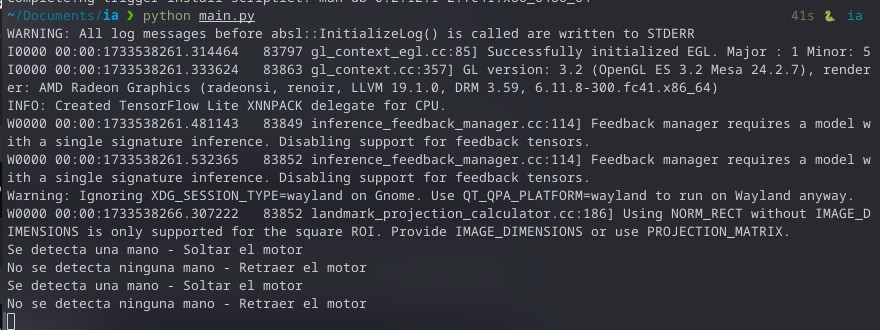 ~/Documents/ia ❯ python main.py 41s 🐍 ia
WARNING: All log messages before absl::InitializeLog() is called are written to STDERR
I0000 00:00:1733538261.314464   83797 gl_context_egl.cc:85] Successfully initialized EGL. Major : 1 Minor: 5
I0000 00:00:1733538261.333624   83863 gl_context.cc:357] GL version: 3.2 (OpenGL ES 3.2 Mesa 24.2.7), render
er: AMD Radeon Graphics (radeonsi, renoir, LLVM 19.1.0, DRM 3.59, 6.11.8-300.fc41.x86_64)
INFO: Created TensorFlow Lite XNNPACK delegate for CPU.
W0000 00:00:1733538261.481143   83849 inference_feedback_manager.cc:114] Feedback manager requires a model w
ith a single signature inference. Disabling support for feedback tensors.
W0000 00:00:1733538261.532365   83852 inference_feedback_manager.cc:114] Feedback manager requires a model w
ith a single signature inference. Disabling support for feedback tensors.
Warning: Ignoring XDG_SESSION_TYPE=wayland on Gnome. Use QT_QPA_PLATFORM=wayland to run on Wayland anyway.
W0000 00:00:1733538266.307222   83852 landmark_projection_calculator.cc:186] Using NORM_RECT without IMAGE_D
IMENSIONS is only supported for the square ROI. Provide IMAGE_DIMENSIONS or use PROJECTION_MATRIX.
Se detecta una mano - Soltar el motor
No se detecta ninguna mano - Retraer el motor
Se detecta una mano - Soltar el motor
No se detecta ninguna mano - Retraer el motor